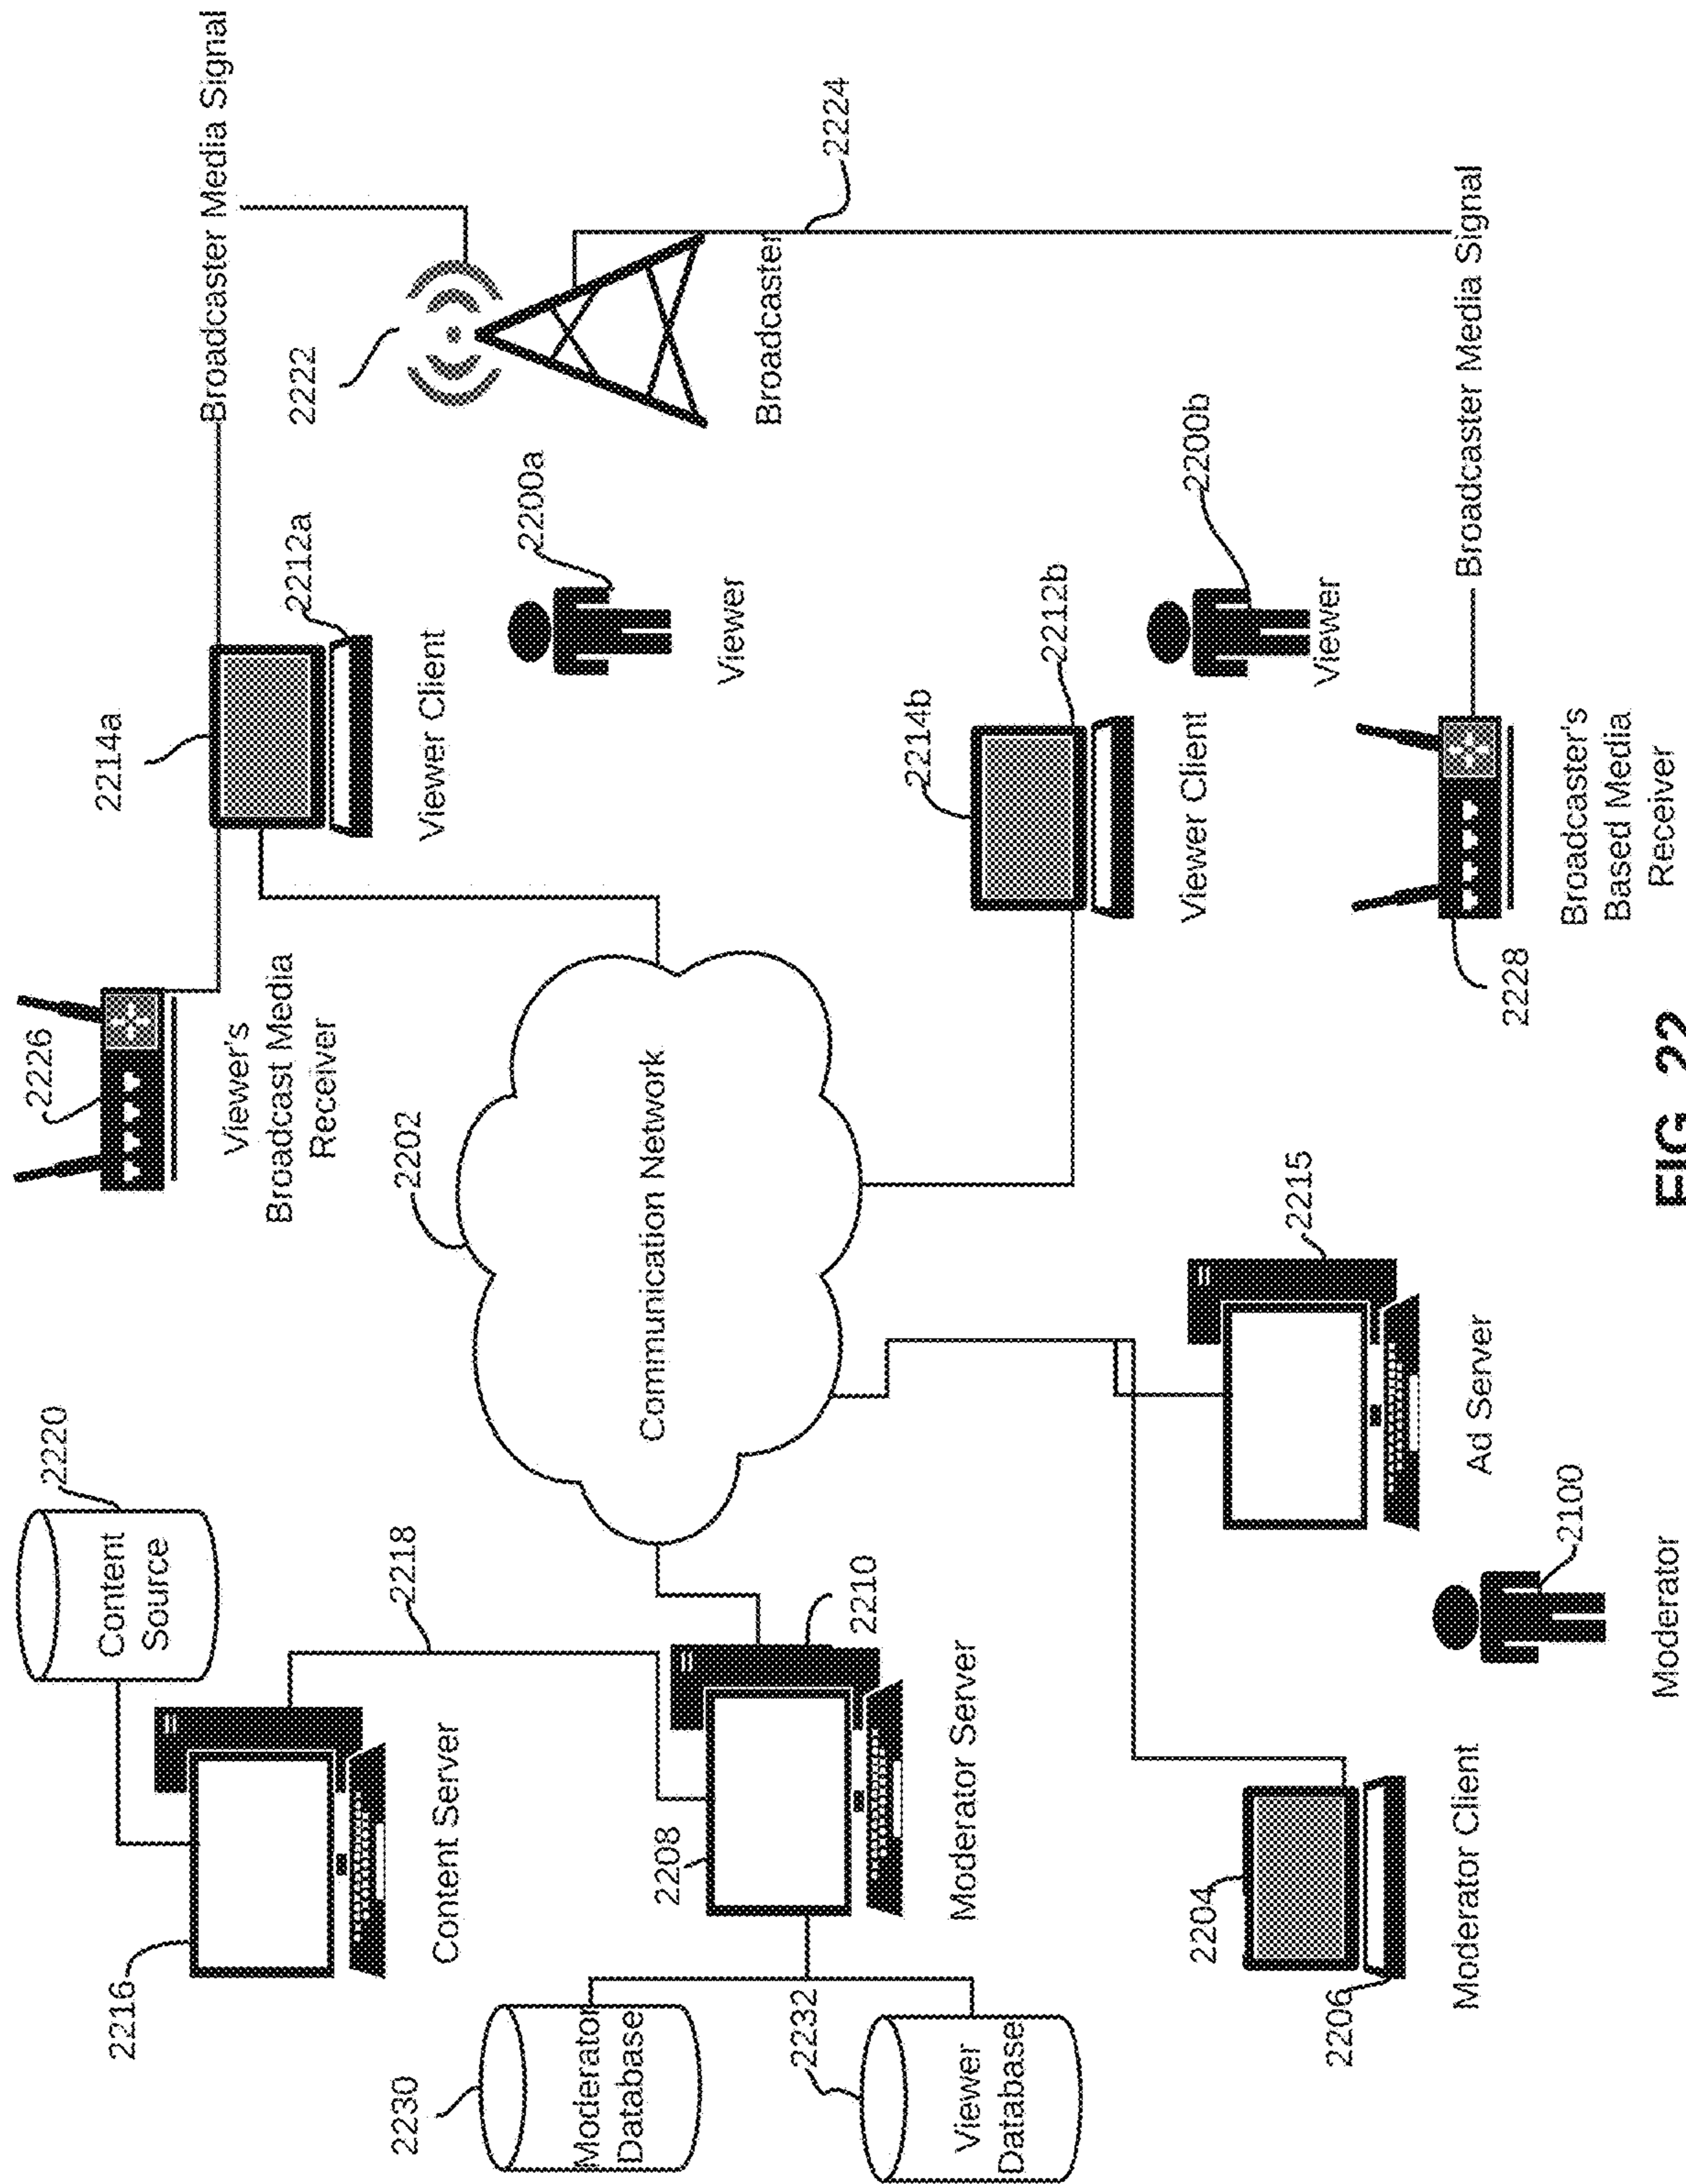 2226
Viewer's
Broadcast Media
Receiver
2214a
Viewer Client
2212a
Broadcaster Media Signal
2222
2200a
Viewer
Broadcaster
2224
2220
Content
Source
2216
Content Server
2218
2202
Communication Network
2230
Moderator
Database
2232
Viewer
Database
2208
2210
Moderator Server
2214b
2212b
Viewer Client
2200b
Viewer
2204
2206
Moderator Client
2100
Moderator
2215
Ad Server
2228
Broadcaster's
Based Media
Receiver
Broadcaster Media Signal
FIG. 22